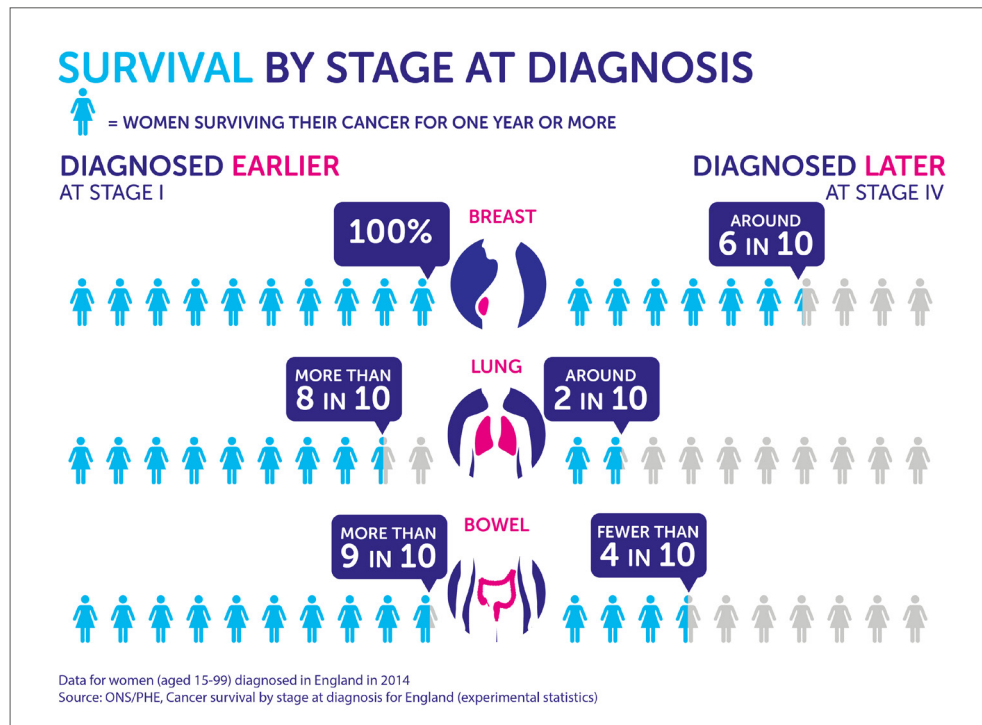 SURVIVAL BY STAGE AT DIAGNOSIS
= WOMEN SURVIVING THEIR CANCER FOR ONE YEAR OR MORE
DIAGNOSED EARLIER
AT STAGE I
DIAGNOSED LATER
AT STAGE IV
BREAST
100%
AROUND
6 IN 10
LUNG
MORE THAN
8 IN 10
AROUND
2 IN 10
BOWEL
MORE THAN
9 IN 10
FEWER THAN
4 IN 10
Data for women (aged 15-99) diagnosed in England in 2014
Source: ONS/PHE, Cancer survival by stage at diagnosis for England (experimental statistics)